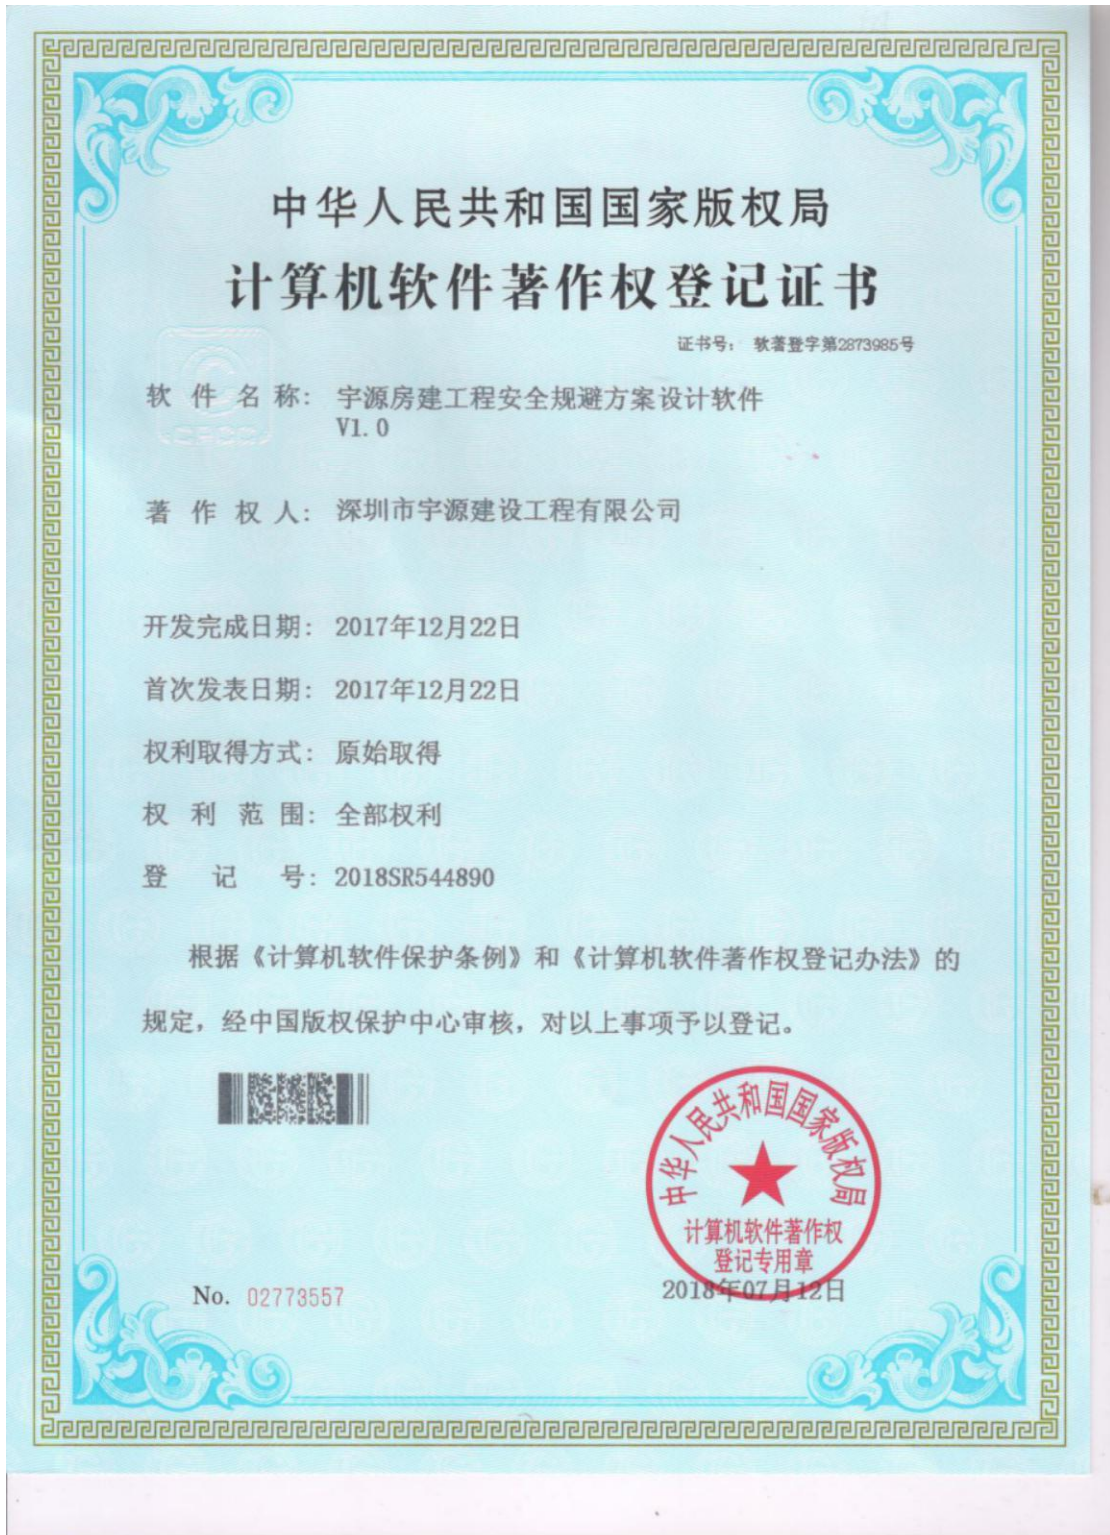 中华人民共和国国家版权局
计算机软件著作权登记证书
证书号： 软著登字第2873985号
软件名称： 宇源房建工程安全规避方案设计软件
V1.0
著作权人： 深圳市宇源建设工程有限公司
开发完成日期： 2017年12月22日
首次发表日期： 2017年12月22日
权利取得方式： 原始取得
权利范围： 全部权利
登记号： 2018SR544890
根据《计算机软件保护条例》和《计算机软件著作权登记办法》的
规定，经中国版权保护中心审核，对以上事项予以登记。
中华人民共和国国家版权局
计算机软件著作权
登记专用章
2018年07月12日
No. 02773557